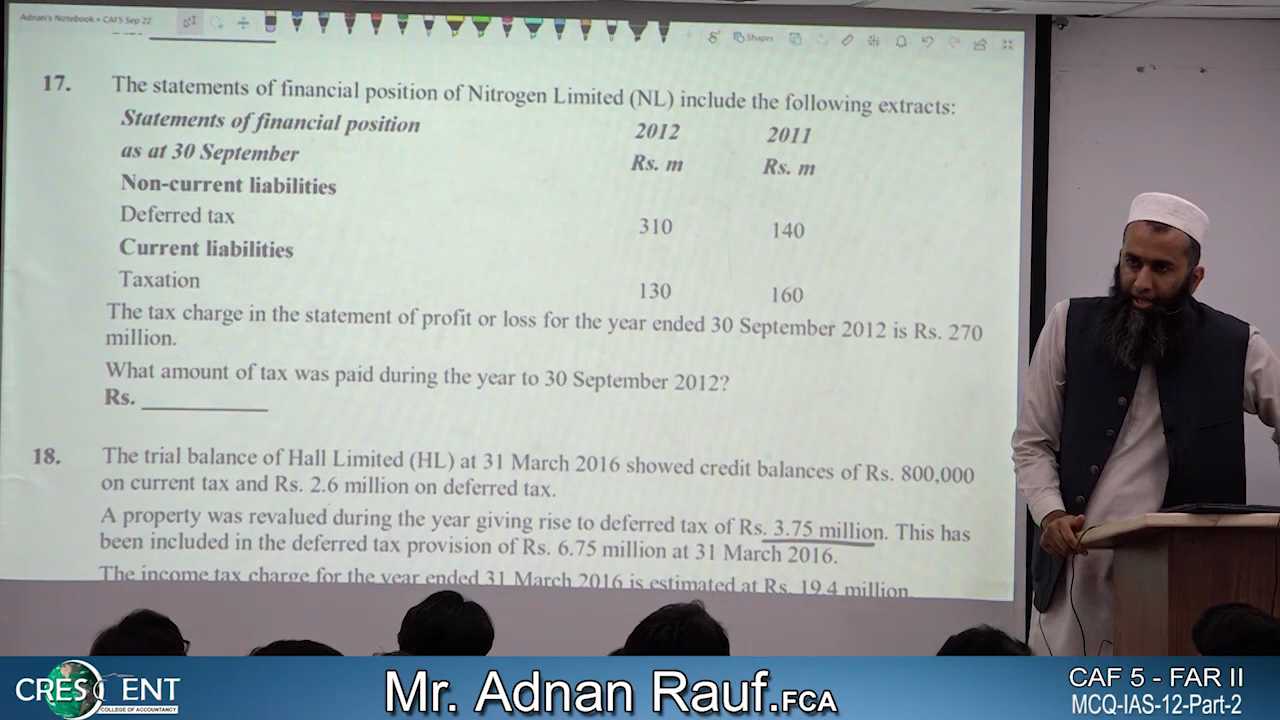 Adnan's Notebook • CAF5 Sep 22
Shapes
17. The statements of financial position of Nitrogen Limited (NL) include the following extracts:
Statements of financial position 2012 2011
as at 30 September Rs. m Rs. m
Non-current liabilities
Deferred tax 310 140
Current liabilities
Taxation 130 160
The tax charge in the statement of profit or loss for the year ended 30 September 2012 is Rs. 270
million.
What amount of tax was paid during the year to 30 September 2012?
Rs. ____________
18. The trial balance of Hall Limited (HL) at 31 March 2016 showed credit balances of Rs. 800,000
on current tax and Rs. 2.6 million on deferred tax.
A property was revalued during the year giving rise to deferred tax of Rs. 3.75 million. This has
been included in the deferred tax provision of Rs. 6.75 million at 31 March 2016.
The income tax charge for the year ended 31 March 2016 is estimated at Rs. 19.4 million.
CRESCENT
COLLEGE OF ACCOUNTANCY
Mr. Adnan Rauf.FCA
CAF 5 - FAR II
MCQ-IAS-12-Part-2